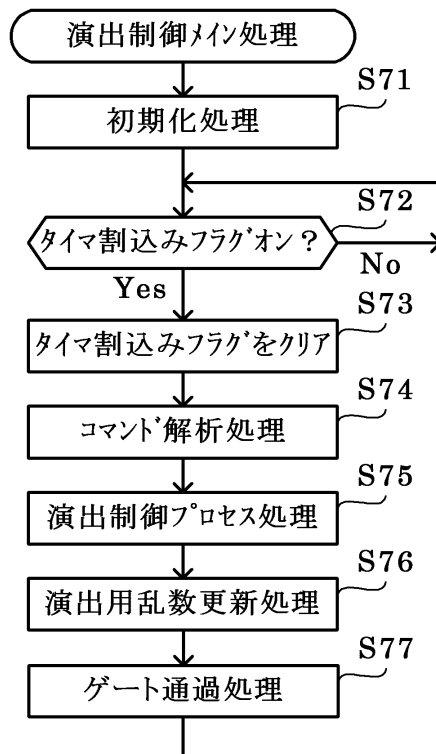 演出制御メイン処理
S71
初期化処理
S72
タイマ割込みフラグオン?
No
Yes
S73
タイマ割込みフラグをクリア
S74
コマンド解析処理
S75
演出制御プロセス処理
S76
演出用乱数更新処理
S77
ゲート通過処理